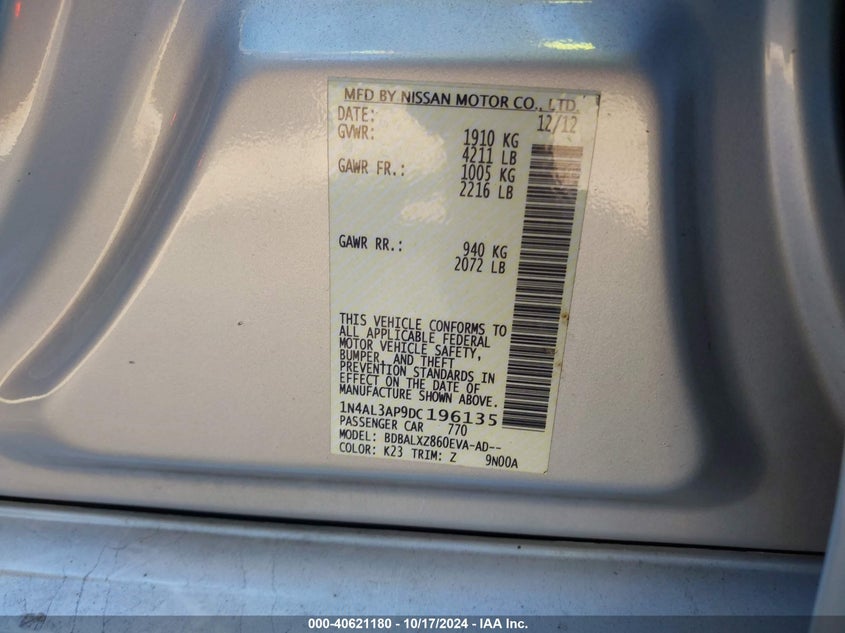 MFD BY NISSAN MOTOR CO., LTD.
DATE: 12/12
GVWR: 1910 KG
4211 LB
GAWR FR.: 1005 KG
2216 LB
GAWR RR.: 940 KG
2072 LB
THIS VEHICLE CONFORMS TO
ALL APPLICABLE FEDERAL
MOTOR VEHICLE SAFETY,
BUMPER, AND THEFT
PREVENTION STANDARDS IN
EFFECT ON THE DATE OF
MANUFACTURE SHOWN ABOVE.
1N4AL3AP9DC196135
PASSENGER CAR 770
MODEL: BDBALXZ860EVA-AD--
COLOR: K23 TRIM: Z 9N00A
000-40621180 - 10/17/2024 - IAA Inc.